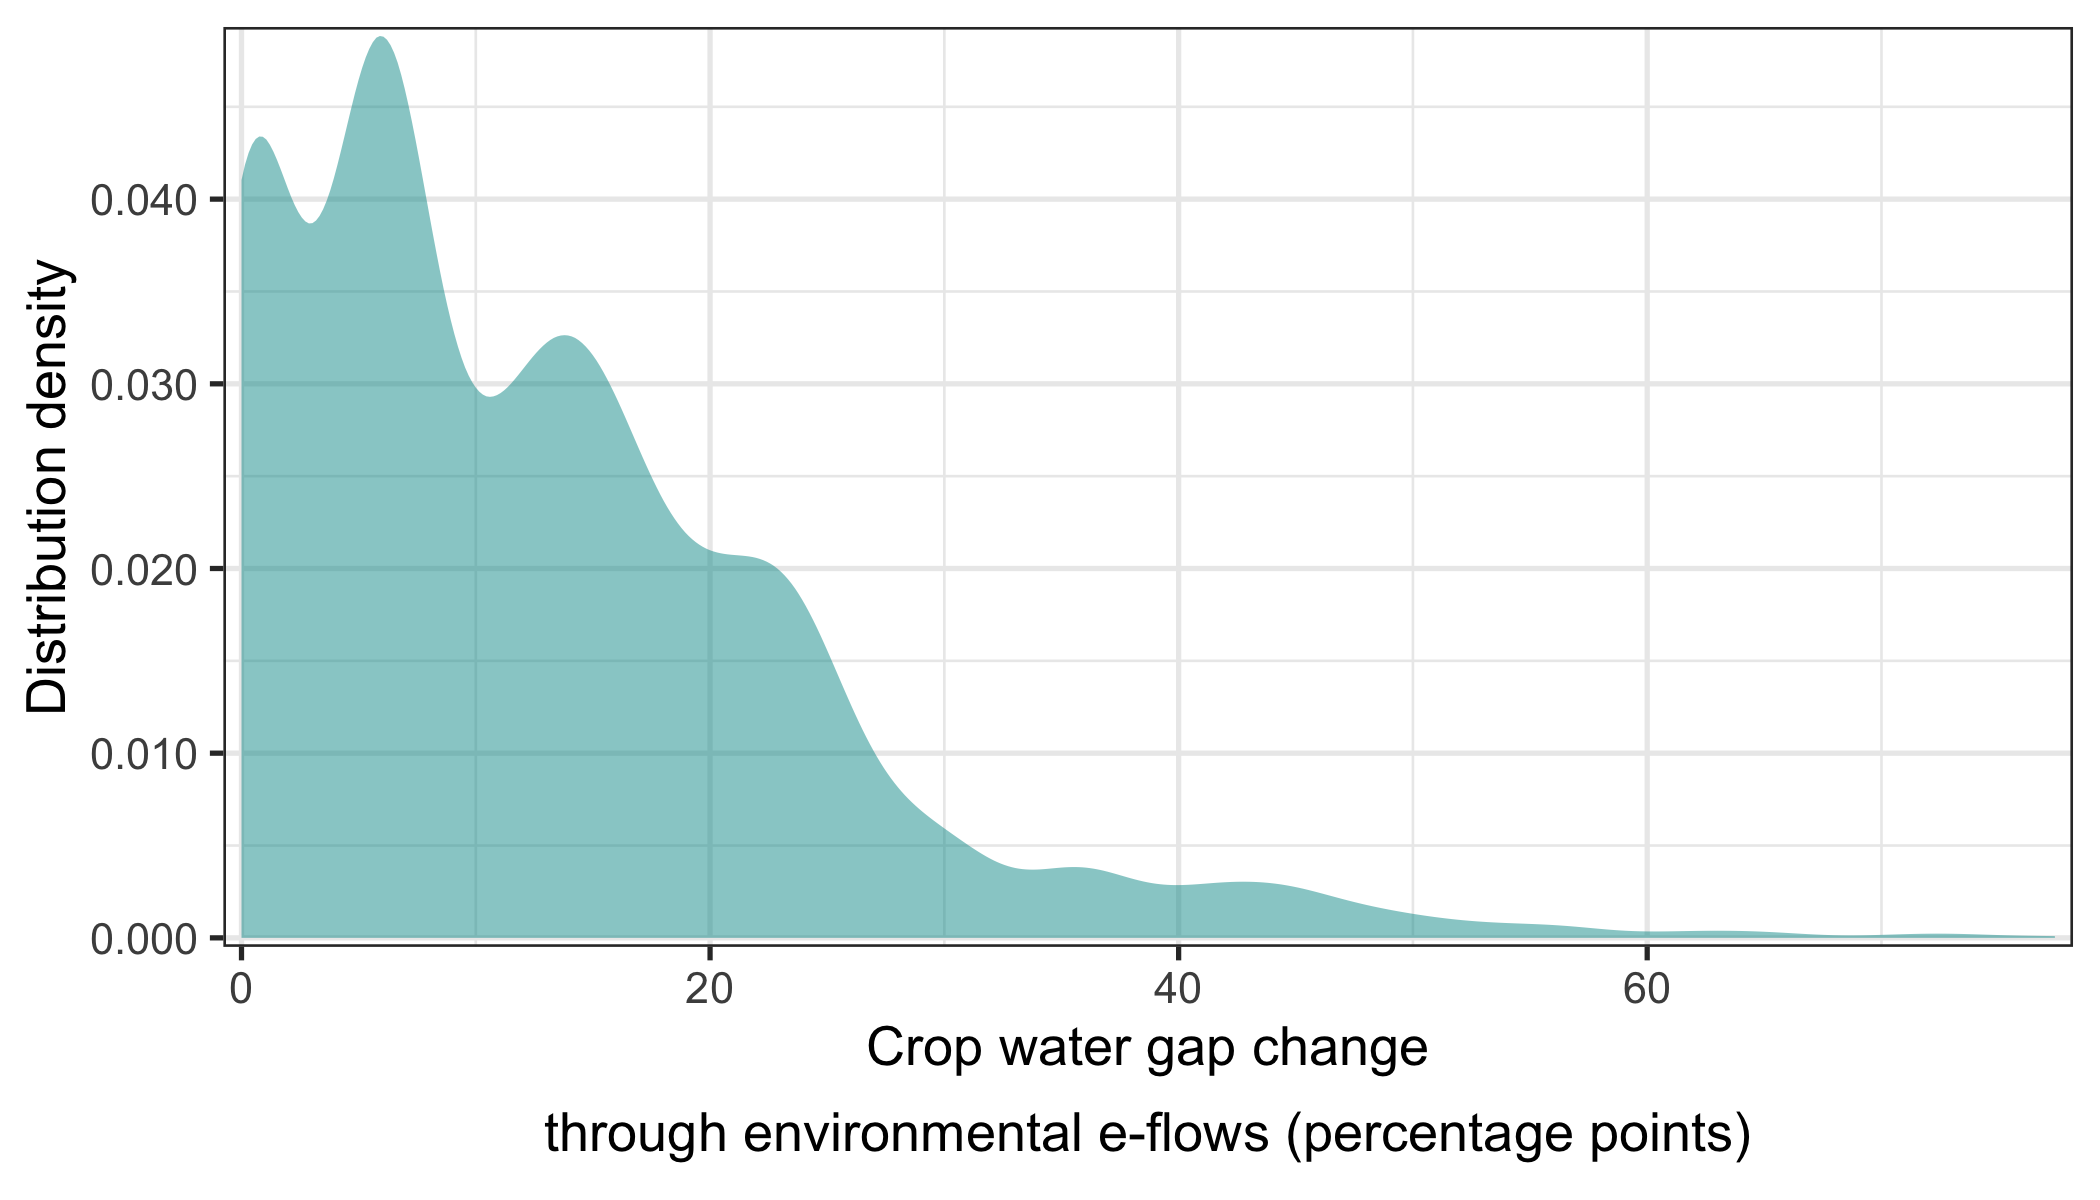 0.040
0.030
0.020
0.010
0.000
Distribution density
0 20 40 60
Crop water gap change
through environmental e-flows (percentage points)